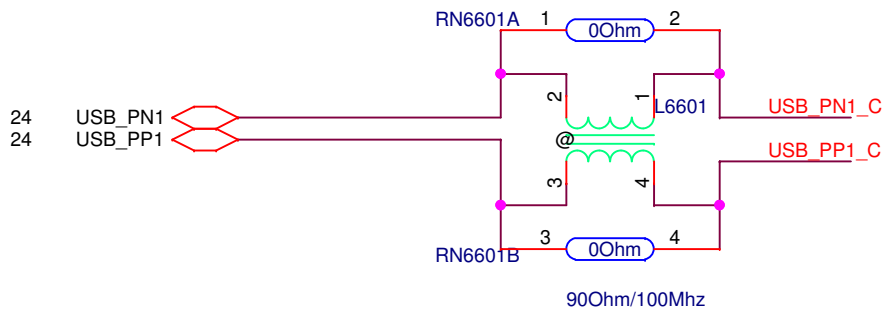 RN6601A 1 0Ohm 2
2 1 L6601
24 USB_PN1 USB_PN1_C
24 USB_PP1 @ USB_PP1_C
3 4
RN6601B 3 0Ohm 4
90Ohm/100Mhz